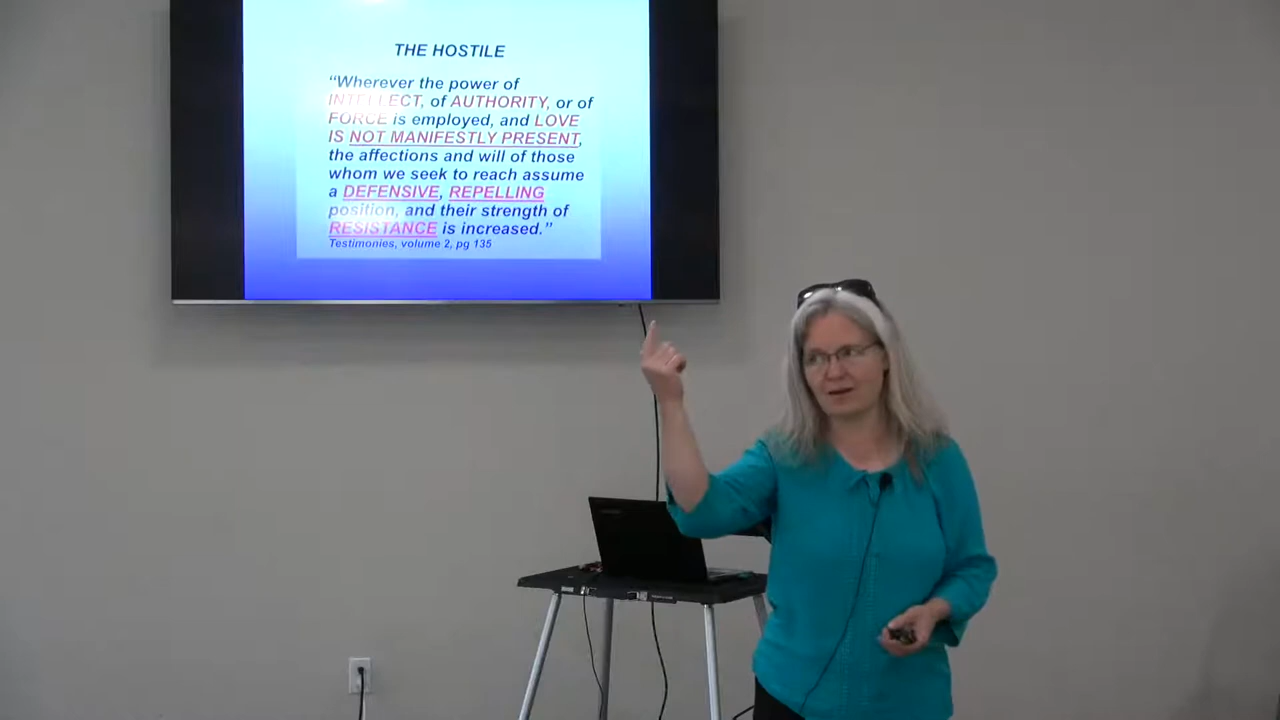 THE HOSTILE
“Wherever the power of
INTELLECT, of AUTHORITY, or of
FORCE is employed, and LOVE
IS NOT MANIFESTLY PRESENT,
the affections and will of those
whom we seek to reach assume
a DEFENSIVE, REPELLING
position, and their strength of
RESISTANCE is increased.”
Testimonies, volume 2, pg 135